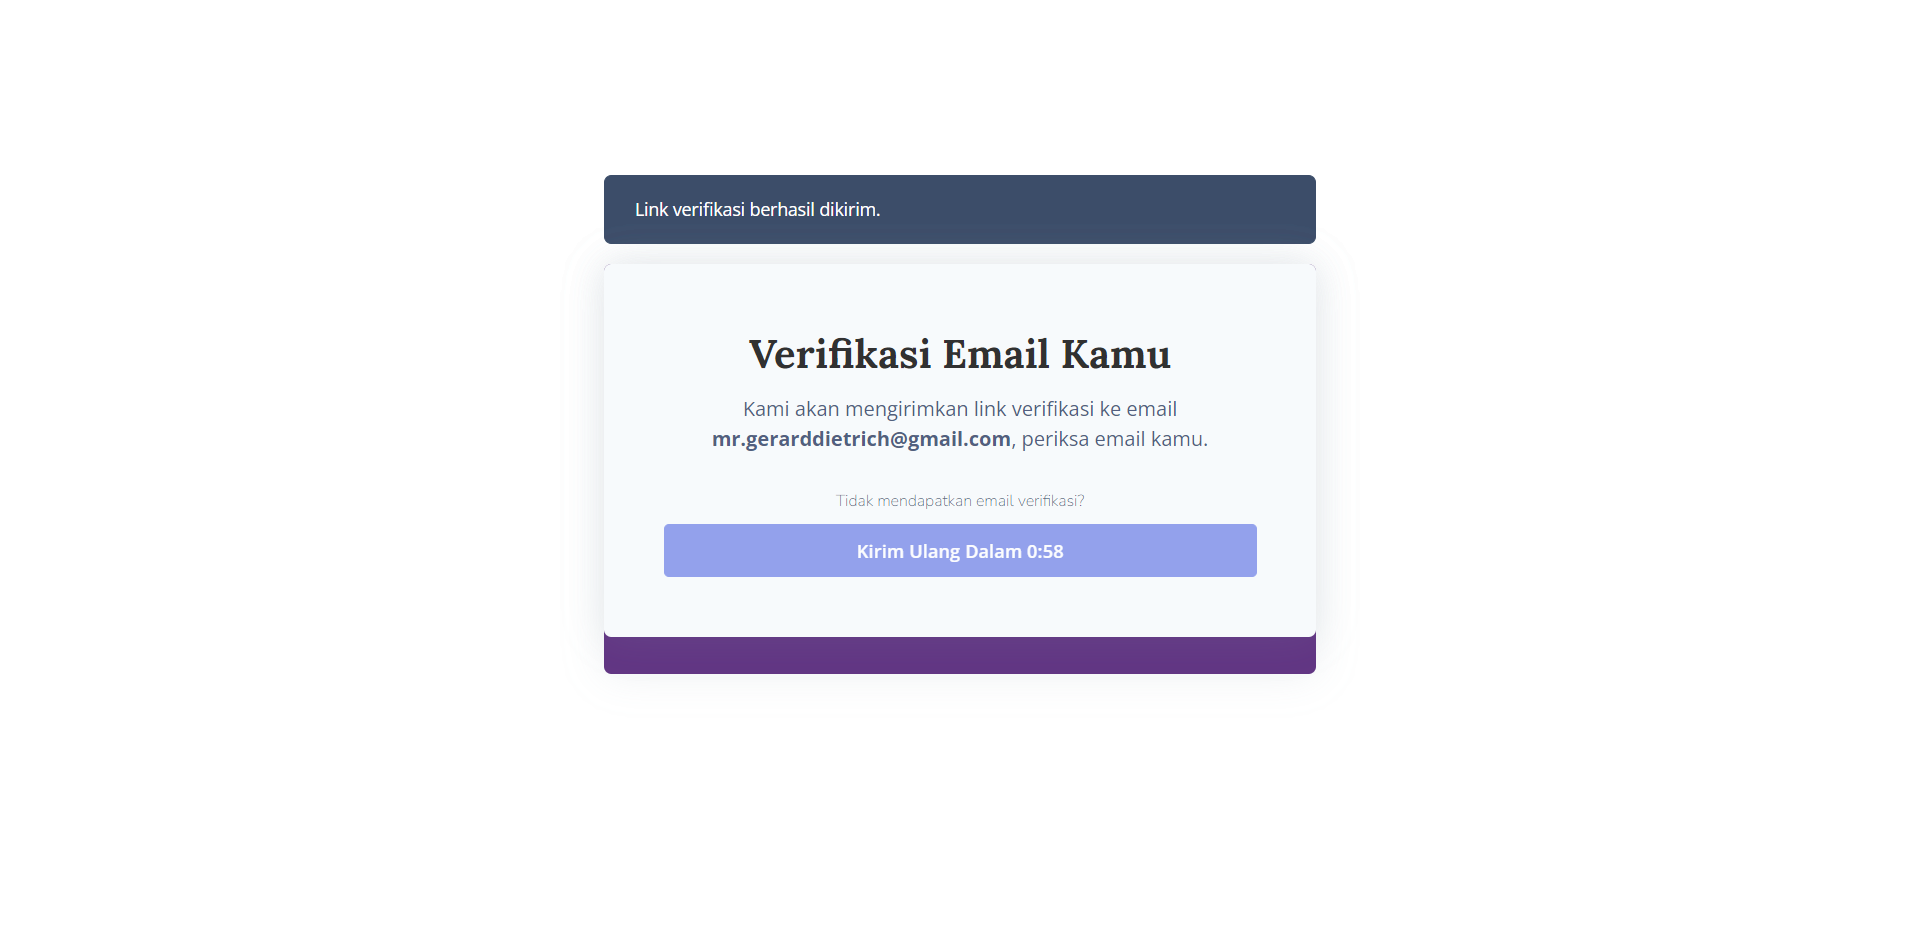 Link verifikasi berhasil dikirim.
Verifikasi Email Kamu
Kami akan mengirimkan link verifikasi ke email
mr.gerarddietrich@gmail.com, periksa email kamu.
Tidak mendapatkan email verifikasi?
Kirim Ulang Dalam 0:58